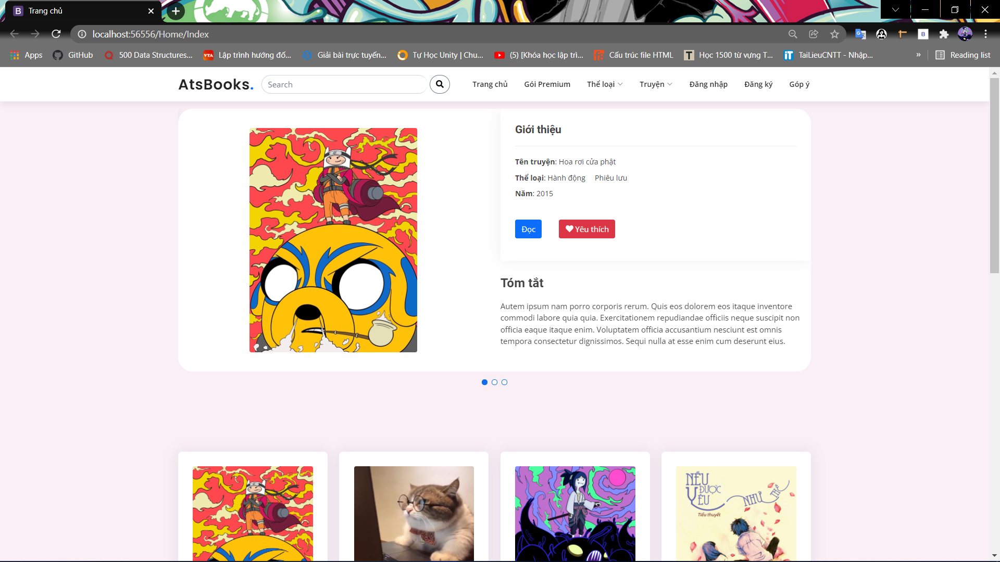 Trang chủ
localhost:56556/Home/Index
Apps
GitHub
500 Data Structures...
Lập trình hướng đố...
Giải bài trực tuyến...
Tự Học Unity | Chu...
(5) [Khóa học lập trì...
Cấu trúc file HTML
Học 1500 từ vựng T...
TaiLieuCNTT - Nhập...
»
Reading list
AtsBooks.
Search
Trang chủ
Gói Premium
Thể loại
Truyện
Đăng nhập
Đăng ký
Góp ý
Giới thiệu
Tên truyện: Hoa rơi cửa phật
Thể loại: Hành động Phiêu lưu
Năm: 2015
Đọc
Yêu thích
Tóm tắt
Autem ipsum nam porro corporis rerum. Quis eos dolorem eos itaque inventore
commodi labore quia quia. Exercitationem repudiandae officiis neque suscipit non
officia eaque itaque enim. Voluptatem officia accusantium nesciunt est omnis
tempora consectetur dignissimos. Sequi nulla at esse enim cum deserunt eius.
NẾU
ĐƯỢC
YÊU
NHƯ THẾ
Tiểu thuyết